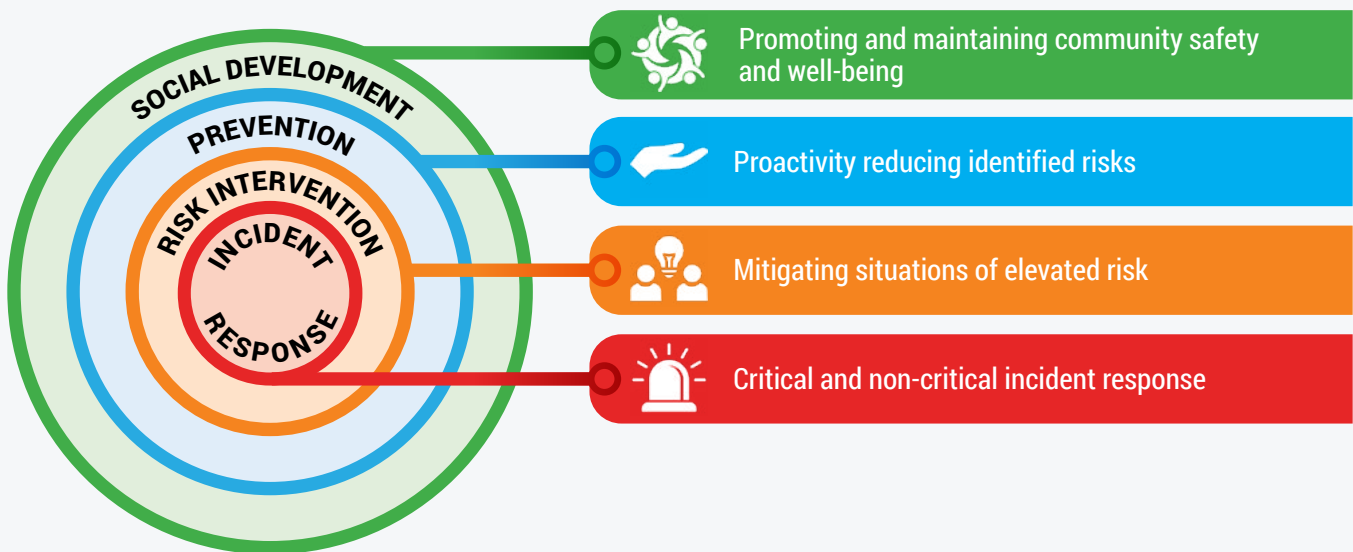 SOCIAL DEVELOPMENT
PREVENTION
RISK INTERVENTION
INCIDENT
RESPONSE
Promoting and maintaining community safety
and well-being
Proactivity reducing identified risks
Mitigating situations of elevated risk
Critical and non-critical incident response